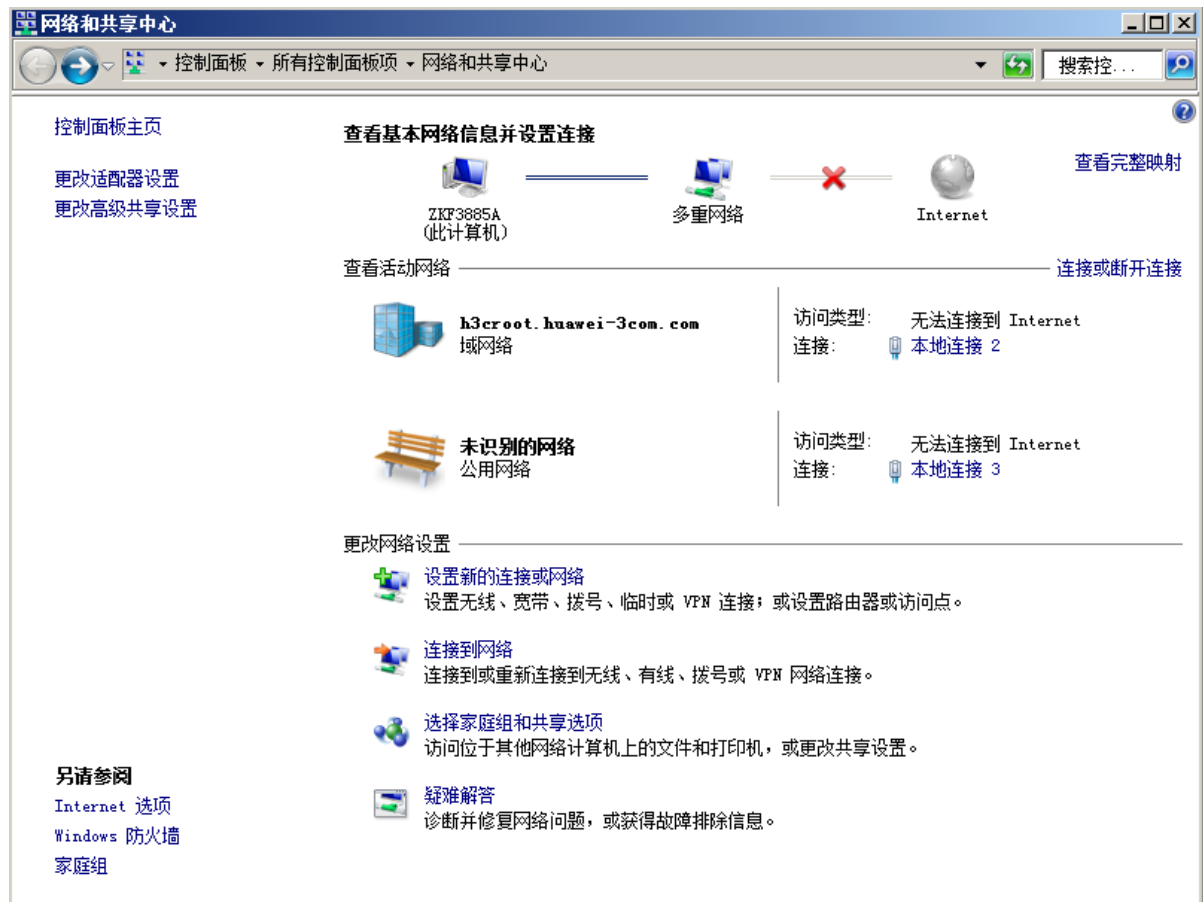 网络和共享中心
控制面板 所有控制面板项 网络和共享中心
搜索控...
控制面板主页
更改适配器设置
更改高级共享设置
查看基本网络信息并设置连接
查看完整映射
ZKF3885A
(此计算机)
多重网络
Internet
查看活动网络
连接或断开连接
h3croot.huawei-3com.com
域网络
访问类型: 无法连接到 Internet
连接: 本地连接 2
未识别的网络
公用网络
访问类型: 无法连接到 Internet
连接: 本地连接 3
更改网络设置
设置新的连接或网络
设置无线、宽带、拨号、临时或 VPN 连接；或设置路由器或访问点。
连接到网络
连接到或重新连接到无线、有线、拨号或 VPN 网络连接。
选择家庭组和共享选项
访问位于其他网络计算机上的文件和打印机，或更改共享设置。
疑难解答
诊断并修复网络问题，或获得故障排除信息。
另请参阅
Internet 选项
Windows 防火墙
家庭组